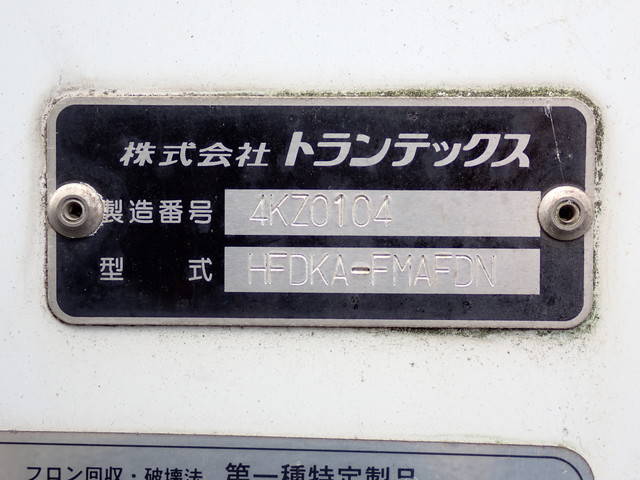 株式会社 トランテックス
製造番号 4KZ0104
型式 HFDKA-FMAFDN
フロン回収・破壊法 第一種特定製品